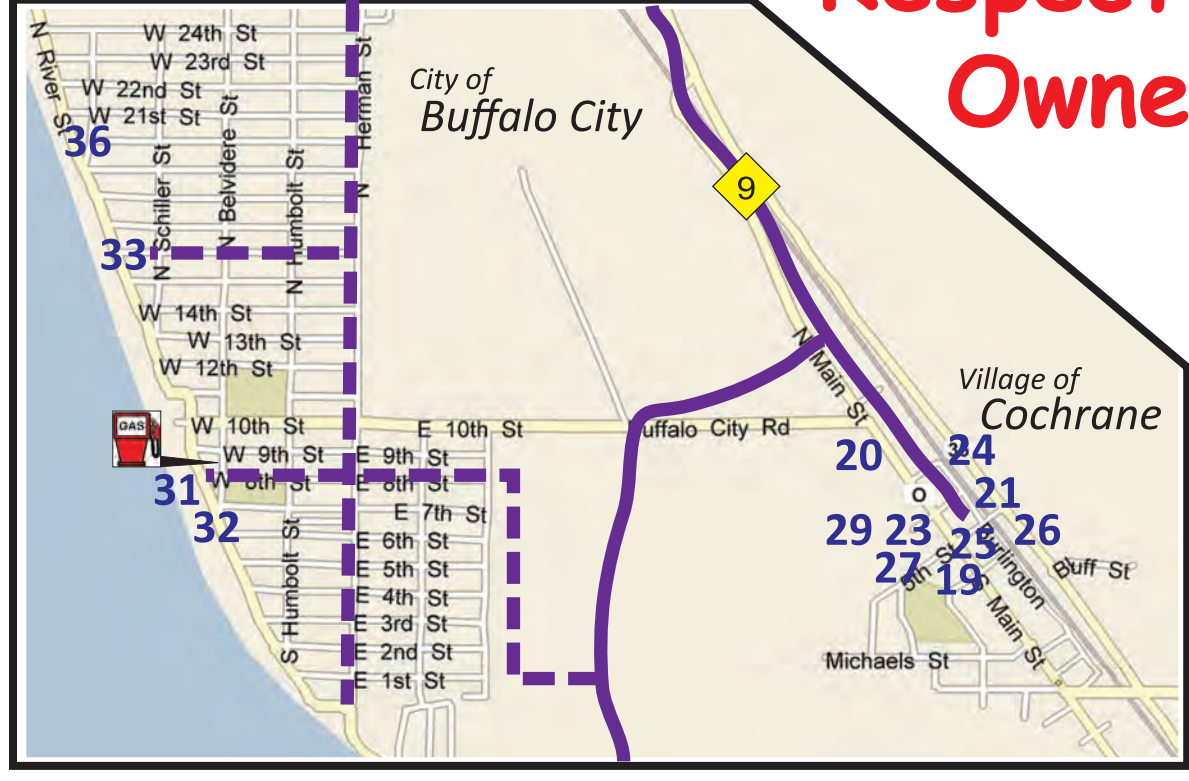 Owne
City of
Buffalo City
Village of
Cochrane
9
N River St
W 24th St
W 23rd St
W 22nd St
W 21st St
36
N Schiller St
N Belvidere St
N Humbolt St
N Herman St
33
W 14th St
W 13th St
W 12th St
GAS
W 10th St
W 9th St
W 8th St
31
32
S Humbolt St
E 10th St
uffalo City Rd
E 9th St
E 8th St
E 7th St
E 6th St
E 5th St
E 4th St
E 3rd St
E 2nd St
E 1st St
N Main St
20
24
21
O
29
23
25
26
27
19
5th St
Burlington
Bluff St
S Main St
Michaels St